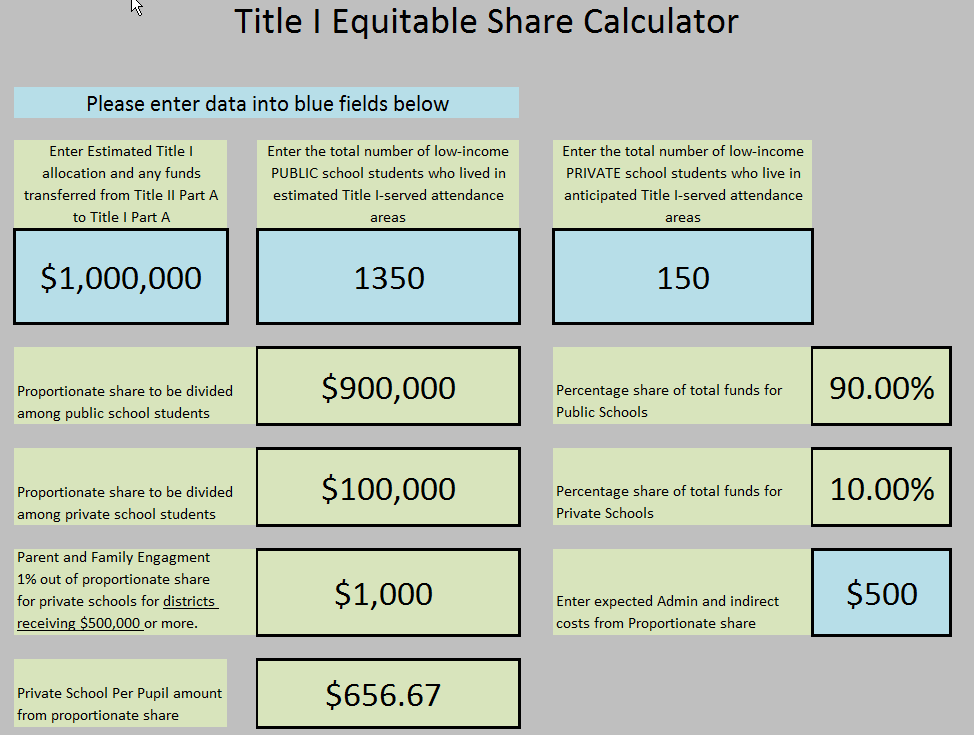 Title I Equitable Share Calculator
Please enter data into blue fields below
Enter Estimated Title I
allocation and any funds
transferred from Title II Part A
to Title I Part A
Enter the total number of low-income
PUBLIC school students who lived in
estimated Title I-served attendance
areas
Enter the total number of low-income
PRIVATE school students who live in
anticipated Title I-served attendance
areas
$1,000,000
1350
150
Proportionate share to be divided
among public school students
$900,000
Percentage share of total funds for
Public Schools
90.00%
Proportionate share to be divided
among private school students
$100,000
Percentage share of total funds for
Private Schools
10.00%
Parent and Family Engagment
1% out of proportionate share
for private schools for districts
receiving $500,000 or more.
$1,000
Enter expected Admin and indirect
costs from Proportionate share
$500
Private School Per Pupil amount
from proportionate share
$656.67